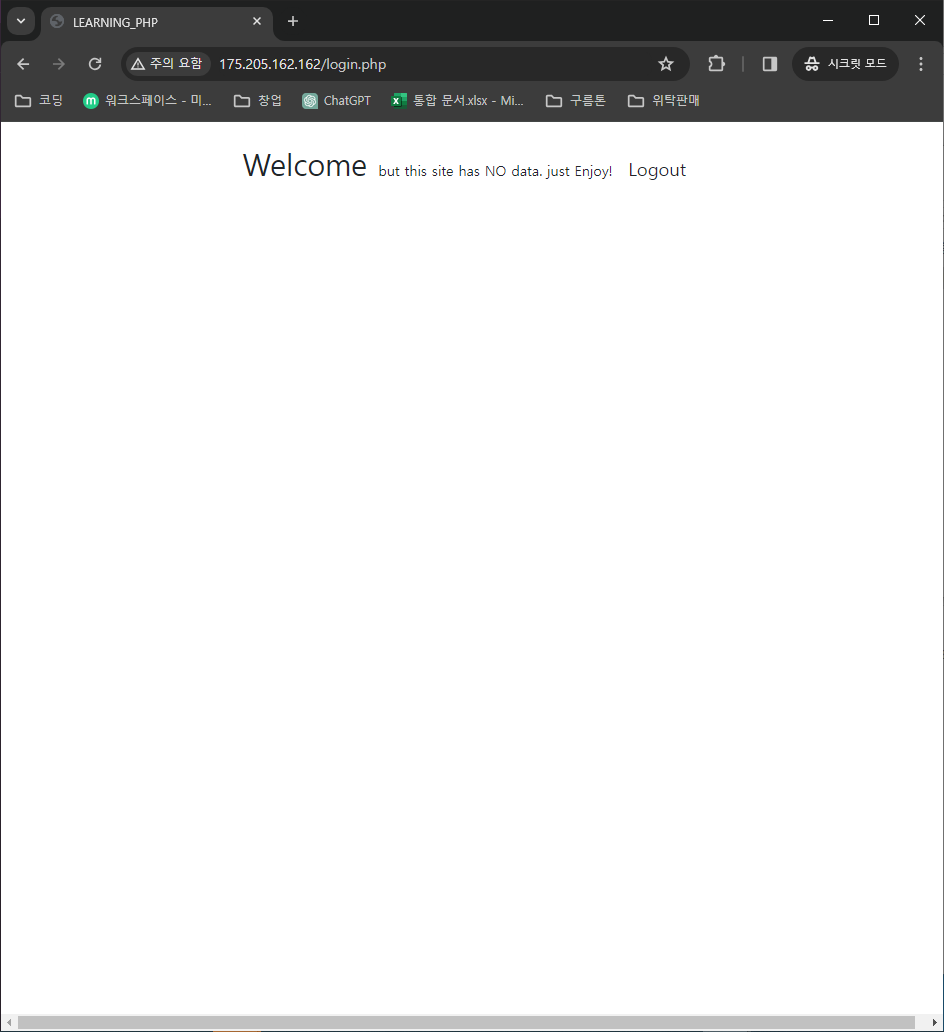 LEARNING_PHP
주의 요함 175.205.162.162/login.php 시크릿 모드
코딩 워크스페이스 - 미... 창업 ChatGPT 통합 문서.xlsx - Mi... 구름톤 위탁판매
Welcome but this site has NO data. just Enjoy! Logout